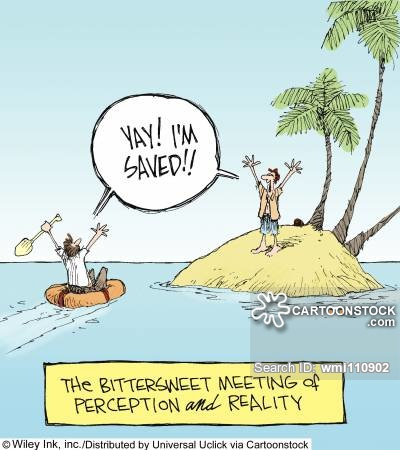 YAY! I'M
SAVED!!
CARTOONSTOCK
.com
Search ID: wmi110902
THE BITTERSWEET MEETING of
PERCEPTION and REALITY
© Wiley Ink, inc./Distributed by Universal Uclick via Cartoonstock